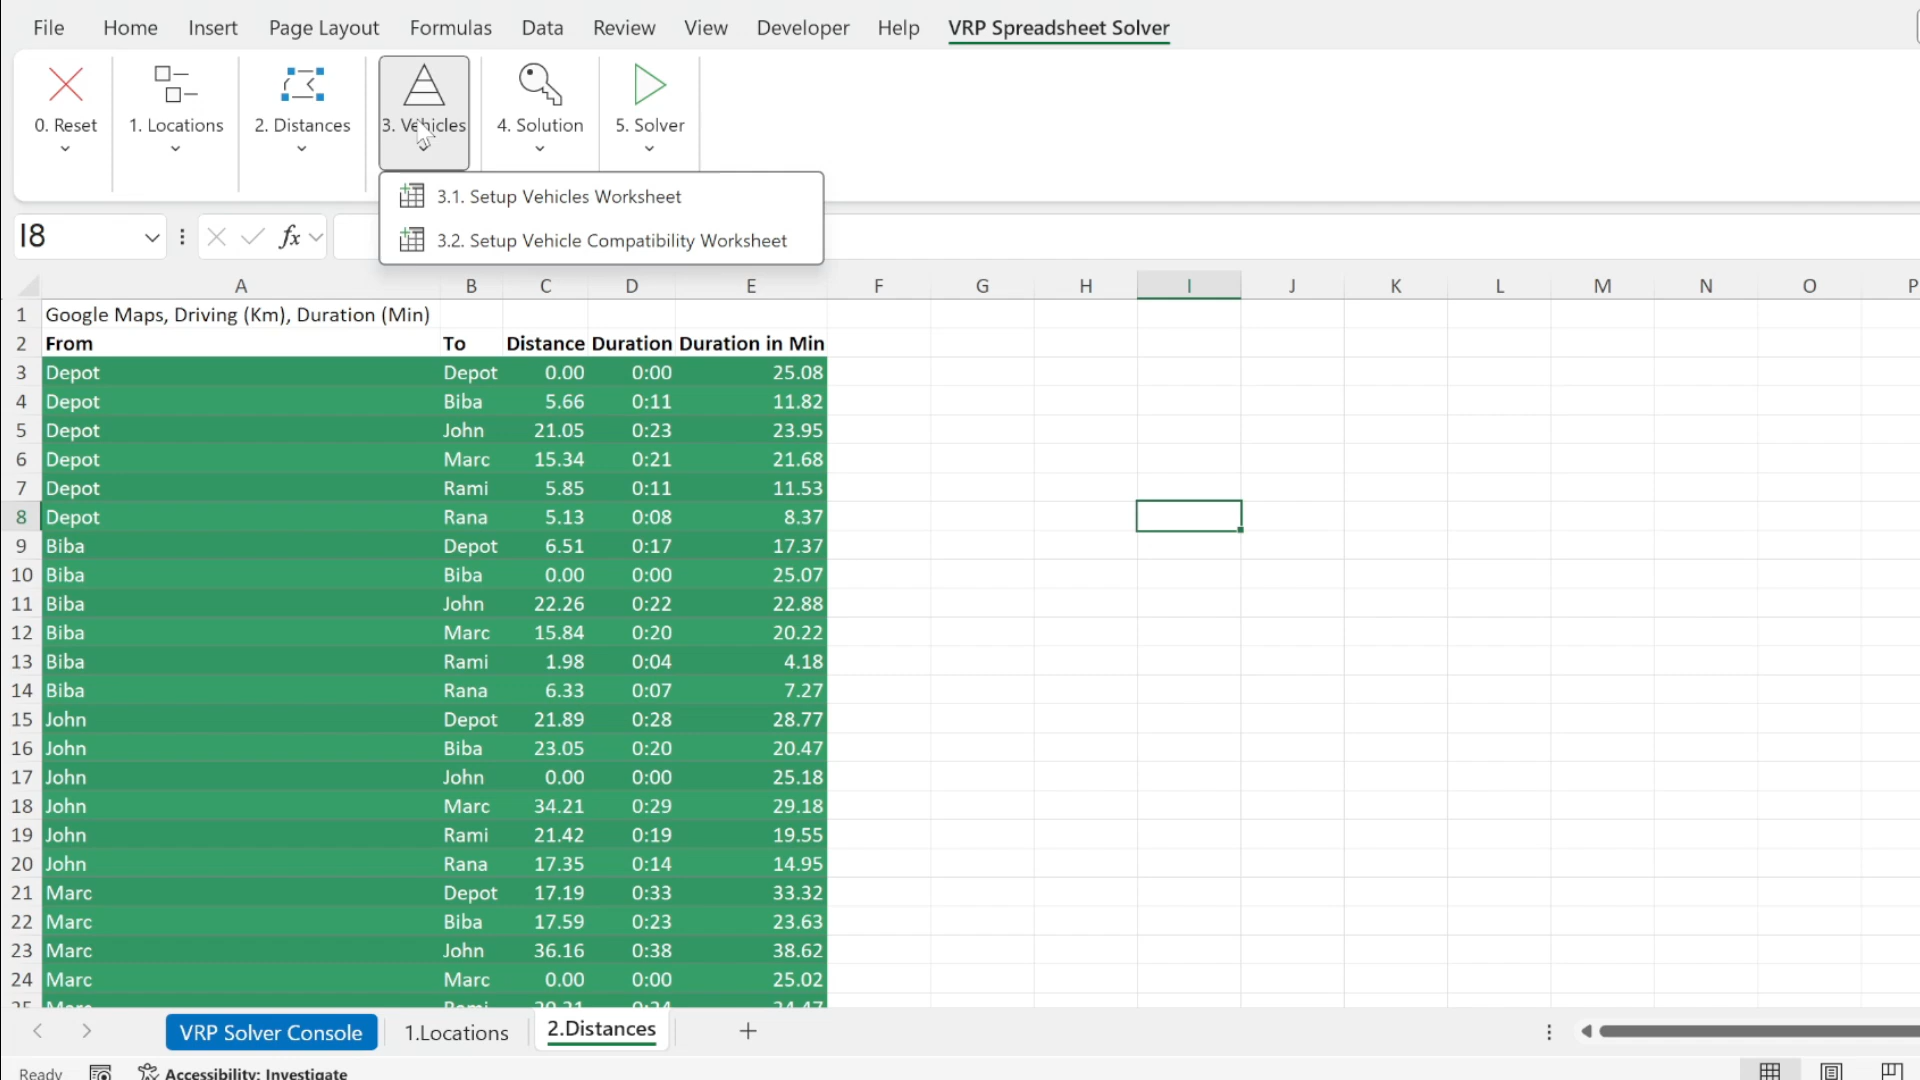 File Home Insert Page Layout Formulas Data Review View Developer Help VRP Spreadsheet Solver
0. Reset 1. Locations 2. Distances 3. Vehicles 4. Solution 5. Solver
3.1. Setup Vehicles Worksheet
3.2. Setup Vehicle Compatibility Worksheet
I8 fx
A B C D E F G H I J K L M N O P
1 Google Maps, Driving (Km), Duration (Min)
2 From To Distance Duration Duration in Min
3 Depot Depot 0.00 0:00 25.08
4 Depot Biba 5.66 0:11 11.82
5 Depot John 21.05 0:23 23.95
6 Depot Marc 15.34 0:21 21.68
7 Depot Rami 5.85 0:11 11.53
8 Depot Rana 5.13 0:08 8.37
9 Biba Depot 6.51 0:17 17.37
10 Biba Biba 0.00 0:00 25.07
11 Biba John 22.26 0:22 22.88
12 Biba Marc 15.84 0:20 20.22
13 Biba Rami 1.98 0:04 4.18
14 Biba Rana 6.33 0:07 7.27
15 John Depot 21.89 0:28 28.77
16 John Biba 23.05 0:20 20.47
17 John John 0.00 0:00 25.18
18 John Marc 34.21 0:29 29.18
19 John Rami 21.42 0:19 19.55
20 John Rana 17.35 0:14 14.95
21 Marc Depot 17.19 0:33 33.32
22 Marc Biba 17.59 0:23 23.63
23 Marc John 36.16 0:38 38.62
24 Marc Marc 0.00 0:00 25.02
25 Marc Rami
VRP Solver Console 1.Locations 2.Distances
Ready Accessibility: Investigate